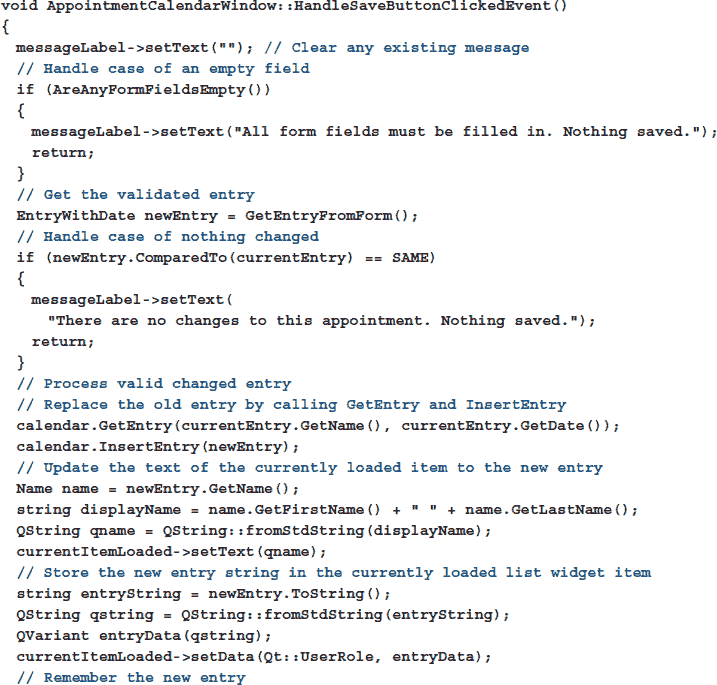 void AppointmentCalendarWindow::HandleSaveButtonClickedEvent()
{
messageLabel->setText(""); // Clear any existing message
// Handle case of an empty field
if (AreAnyFormFieldsEmpty())
{
messageLabel->setText("All form fields must be filled in. Nothing saved.");
return;
}
// Get the validated entry
EntryWithDate newEntry = GetEntryFromForm();
// Handle case of nothing changed
if (newEntry.ComparedTo(currentEntry) == SAME)
{
messageLabel->setText(
"There are no changes to this appointment. Nothing saved.");
return;
}
// Process valid changed entry
// Replace the old entry by calling GetEntry and InsertEntry
calendar.GetEntry(currentEntry.GetName(), currentEntry.GetDate());
calendar.InsertEntry(newEntry);
// Update the text of the currently loaded item to the new entry
Name name = newEntry.GetName();
string displayName = name.GetFirstName() + " " + name.GetLastName();
QString qname = QString::fromStdString(displayName);
currentItemLoaded->setText(qname);
// Store the new entry string in the currently loaded list widget item
string entryString = newEntry.ToString();
QString qstring = QString::fromStdString(entryString);
QVariant entryData(qstring);
currentItemLoaded->setData(Qt::UserRole, entryData);
// Remember the new entry